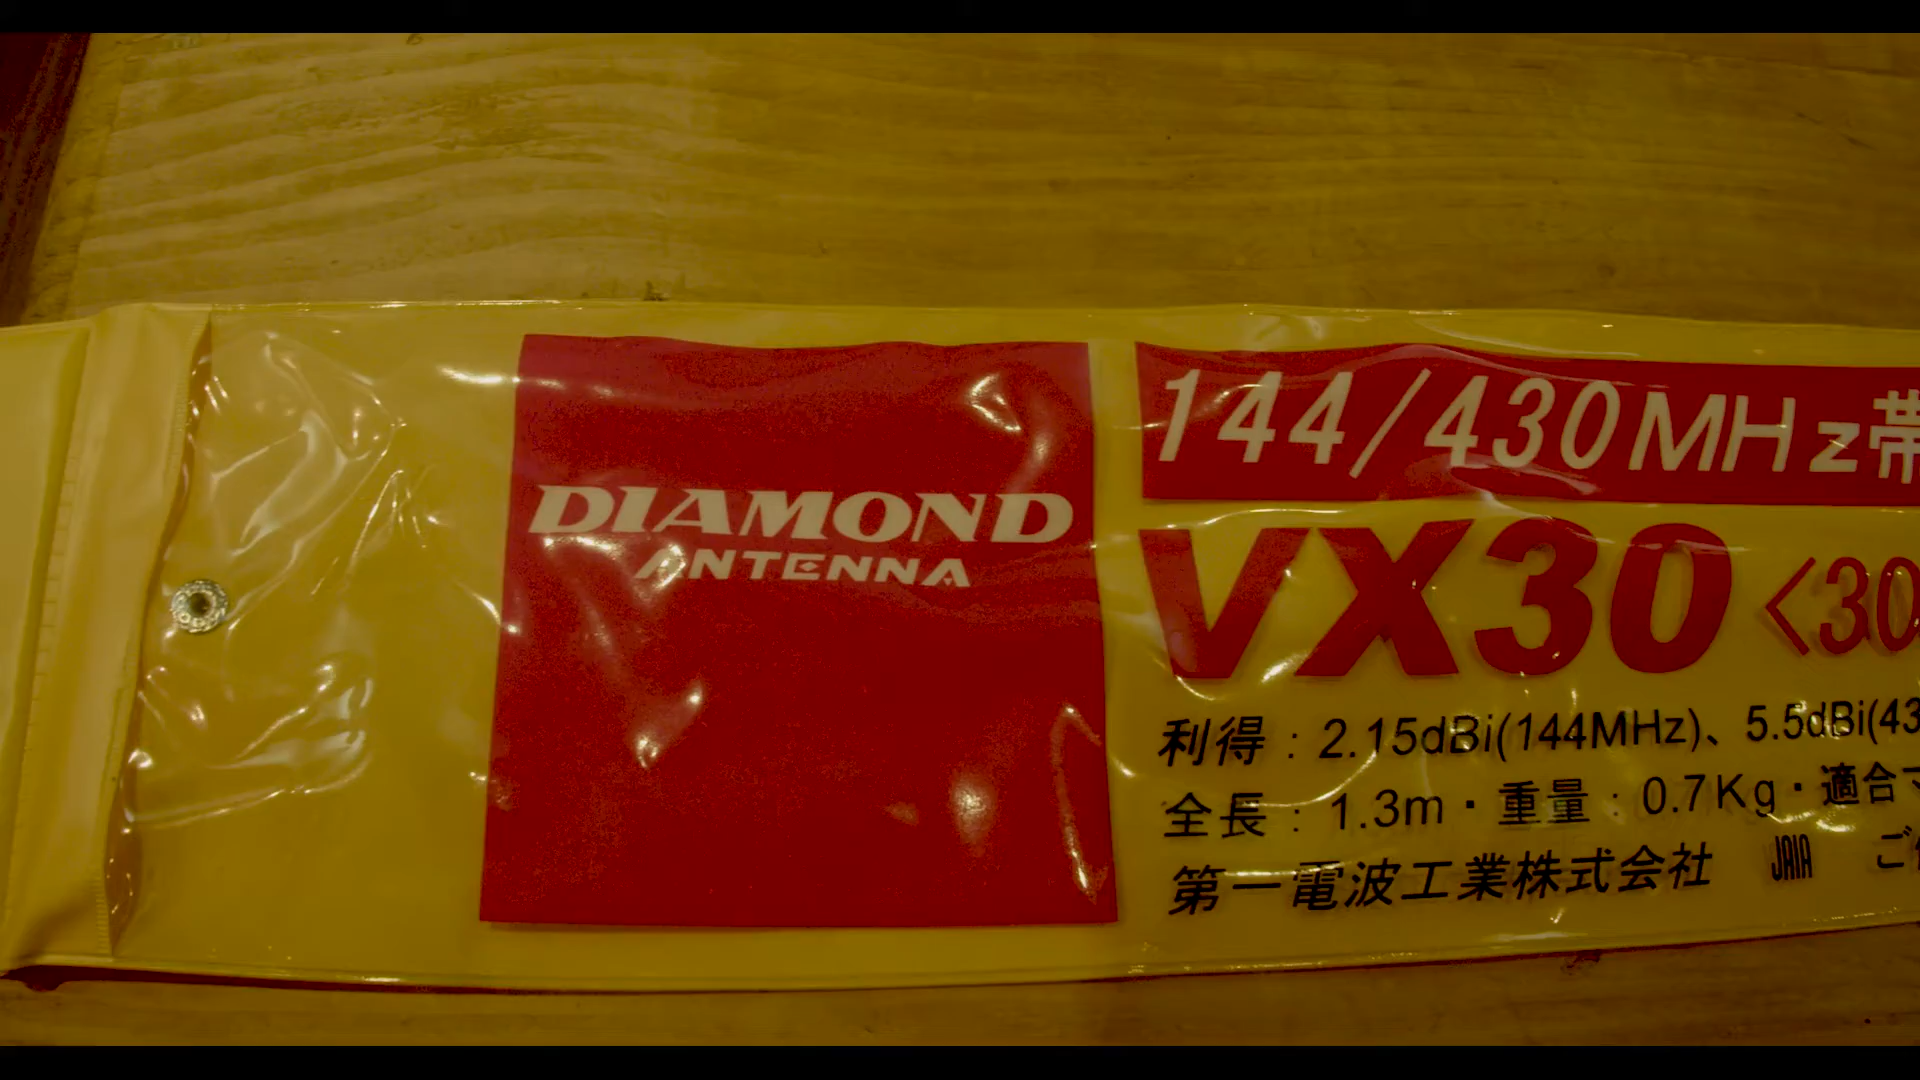 DIAMOND
ANTENNA
144/430MHz帯
VX30 <30
利得：2.15dBi(144MHz)、5.5dBi(43
全長：1.3m・重量：0.7Kg・適合マ
第一電波工業株式会社 JAIA ご